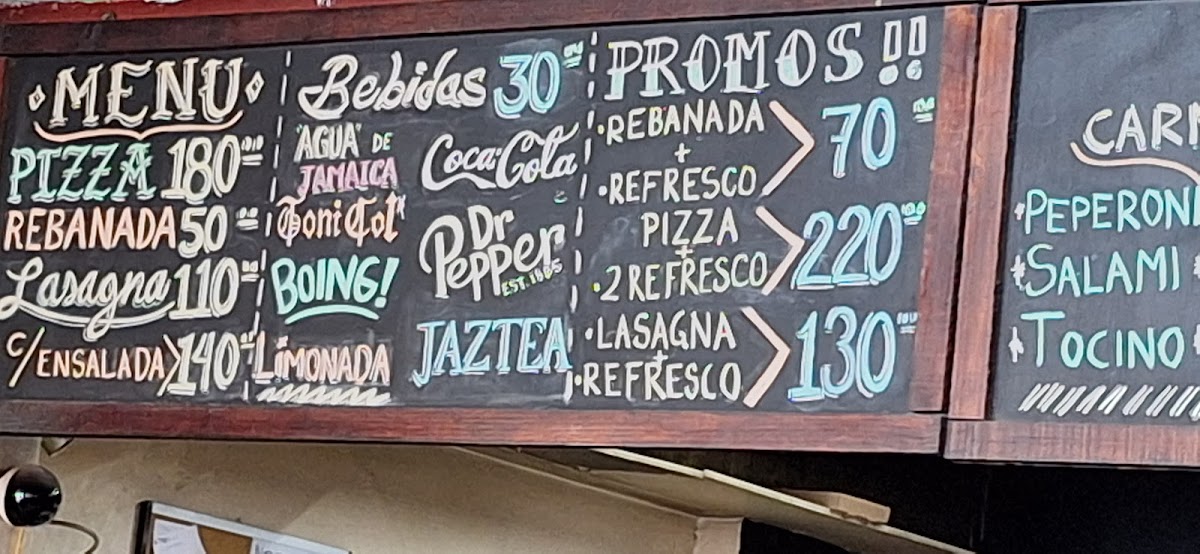 MENU
PIZZA 180
REBANADA 50
Lasagna 110
c/ENSALADA 140
Bebidas 30
AGUA DE
JAMAICA
Toni Col
BOING!
LIMONADA
Coca-Cola
Dr
Pepper
EST. 1885
JAZTEA
PROMOS!!
•REBANADA
+
•REFRESCO
70
PIZZA
+
•2 REFRESCO
220
•LASAGNA
+
•REFRESCO
130
PEPERONI
SALAMI
TOCINO